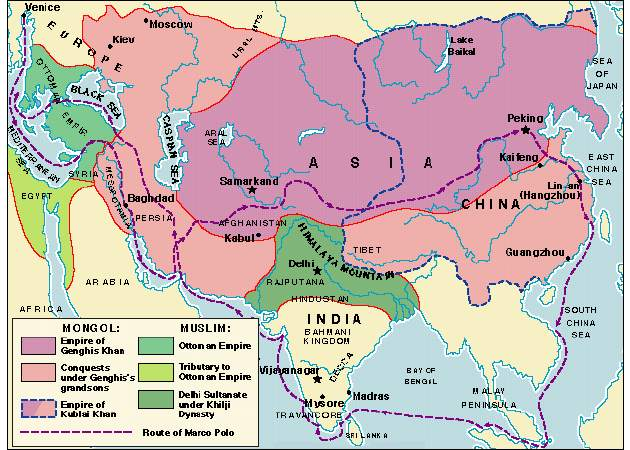 Venice
EUROPE
Moscow
Kiev
URAL MTS
Lake
Baikal
SEA
OF
JAPAN
OTTOMAN
EMPIRE
BLACK SEA
CASPIAN SEA
ARAL
SEA
ASIA
Peking
MEDITERRANEAN
SEA
SYRIA
MESOPOTAMIA
Samarkand
Kaifeng
EAST
CHINA
SEA
EGYPT
Baghdad
PERSIA
AFGHANISTAN
Kabul
CHINA
Lin-an
(Hangzhou)
HIMALAYA MOUNTAIN
TIBET
Guangzhou
Delhi
RAJPUTANA
HINDUSTAN
ARABIA
AFRICA
INDIA
BAHMANI
KINGDOM
DECCA
SOUTH
CHINA
SEA
BAY OF
BENGAL
Vijayanagar
Mysore
Madras
TRAVANCORE
SRI LANKA
MALAY
PENINSULA
MONGOL:
Empire of
Genghis Khan
Conquests
under Genghis's
grandsons
Empire of
Kublai Khan
MUSLIM:
Ottoman Empire
Tributary to
Ottoman Empire
Delhi Sultanate
under Khilji
Dynasty
Route of Marco Polo